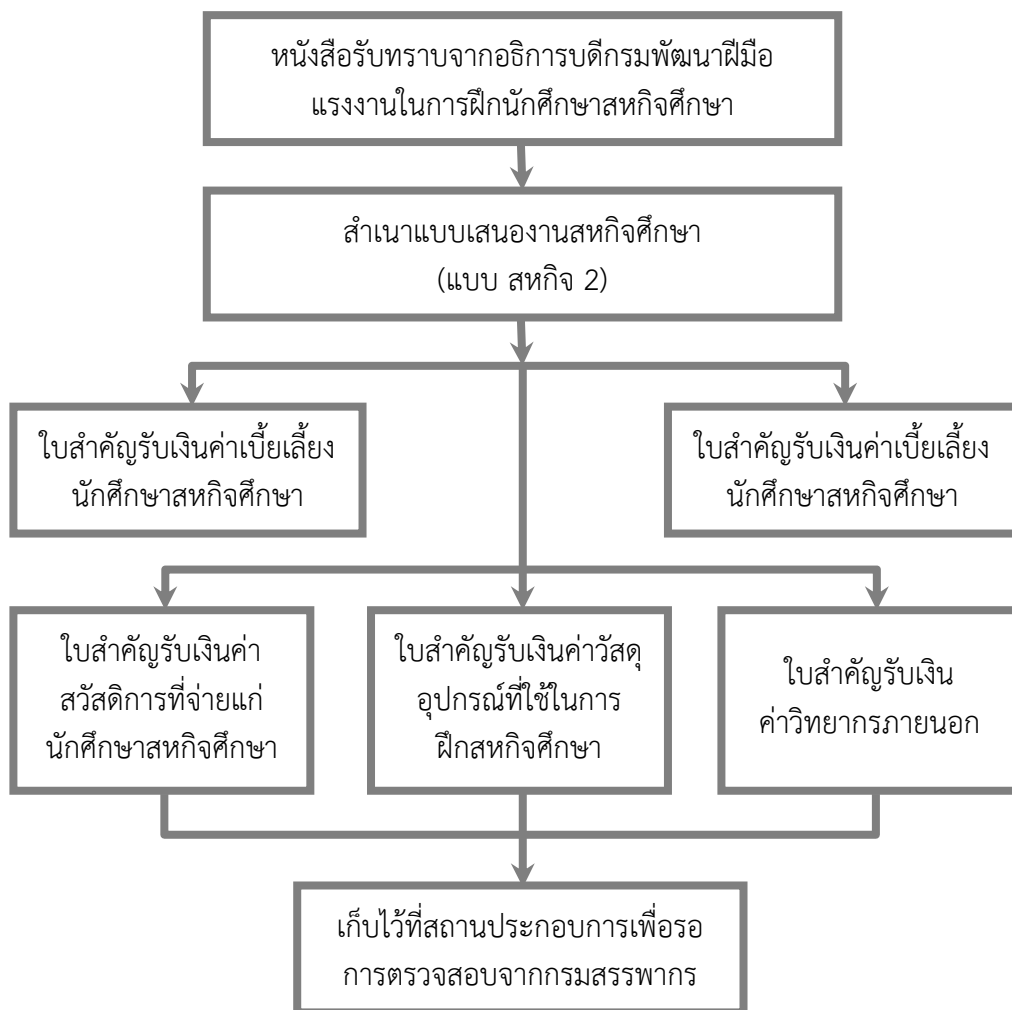 หนังสือรับทราบจากอธิการบดีกรมพัฒนาฝีมือ
แรงงานในการฝึกนักศึกษาสหกิจศึกษา
สำเนาแบบเสนองานสหกิจศึกษา
(แบบ สหกิจ 2)
ใบสำคัญรับเงินค่าเบี้ยเลี้ยง
นักศึกษาสหกิจศึกษา
ใบสำคัญรับเงินค่าเบี้ยเลี้ยง
นักศึกษาสหกิจศึกษา
ใบสำคัญรับเงินค่า
สวัสดิการที่จ่ายแก่
นักศึกษาสหกิจศึกษา
ใบสำคัญรับเงินค่าวัสดุ
อุปกรณ์ที่ใช้ในการ
ฝึกสหกิจศึกษา
ใบสำคัญรับเงิน
ค่าวิทยากรภายนอก
เก็บไว้ที่สถานประกอบการเพื่อรอ
การตรวจสอบจากกรมสรรพากร